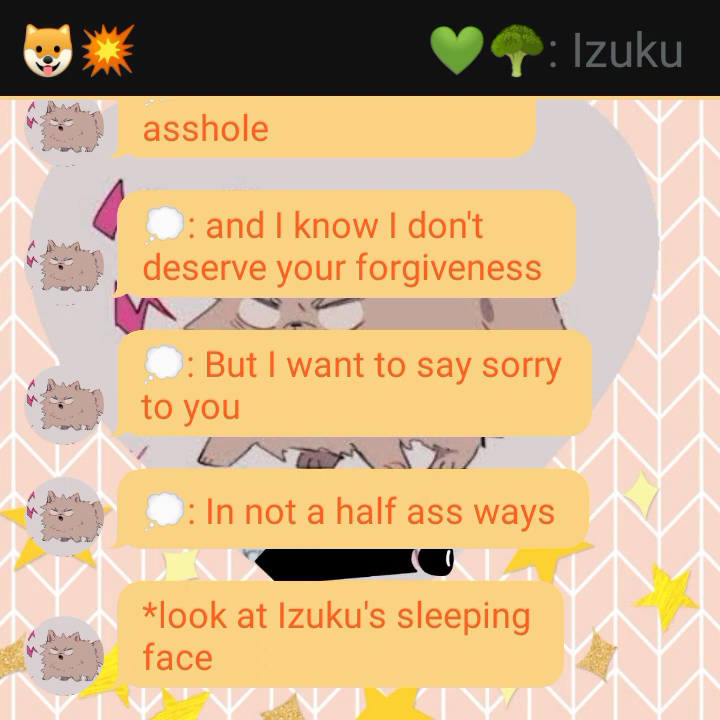 🐶💥 💚🥦: Izuku
asshole
💭: and I know I don't
deserve your forgiveness
💭: But I want to say sorry
to you
💭: In not a half ass ways
*look at Izuku's sleeping
face